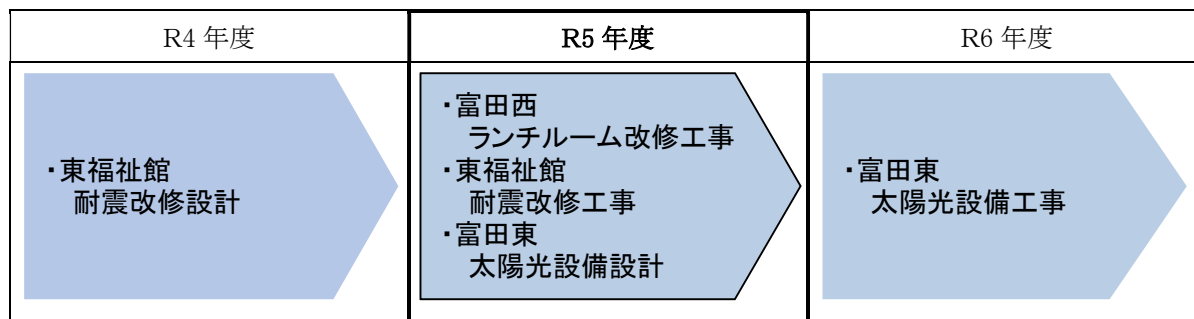 R4 年度
R5 年度
R6 年度
・東福祉館
耐震改修設計
・富田西
ランチルーム改修工事
・東福祉館
耐震改修工事
・富田東
太陽光設備設計
・富田東
太陽光設備工事